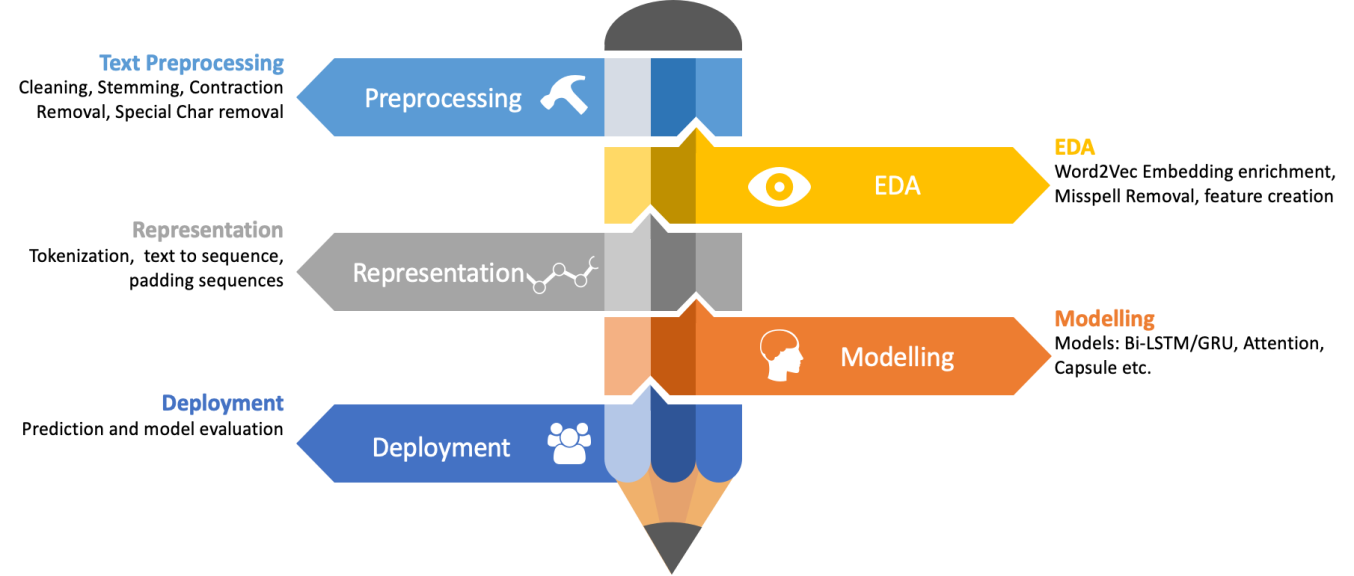 Text Preprocessing
Cleaning, Stemming, Contraction
Removal, Special Char removal
Preprocessing
EDA
EDA
Word2Vec Embedding enrichment,
Misspell Removal, feature creation
Representation
Tokenization,  text to sequence,
padding sequences
Representation
Modelling
Modelling
Models: Bi-LSTM/GRU, Attention,
Capsule etc.
Deployment
Prediction and model evaluation
Deployment